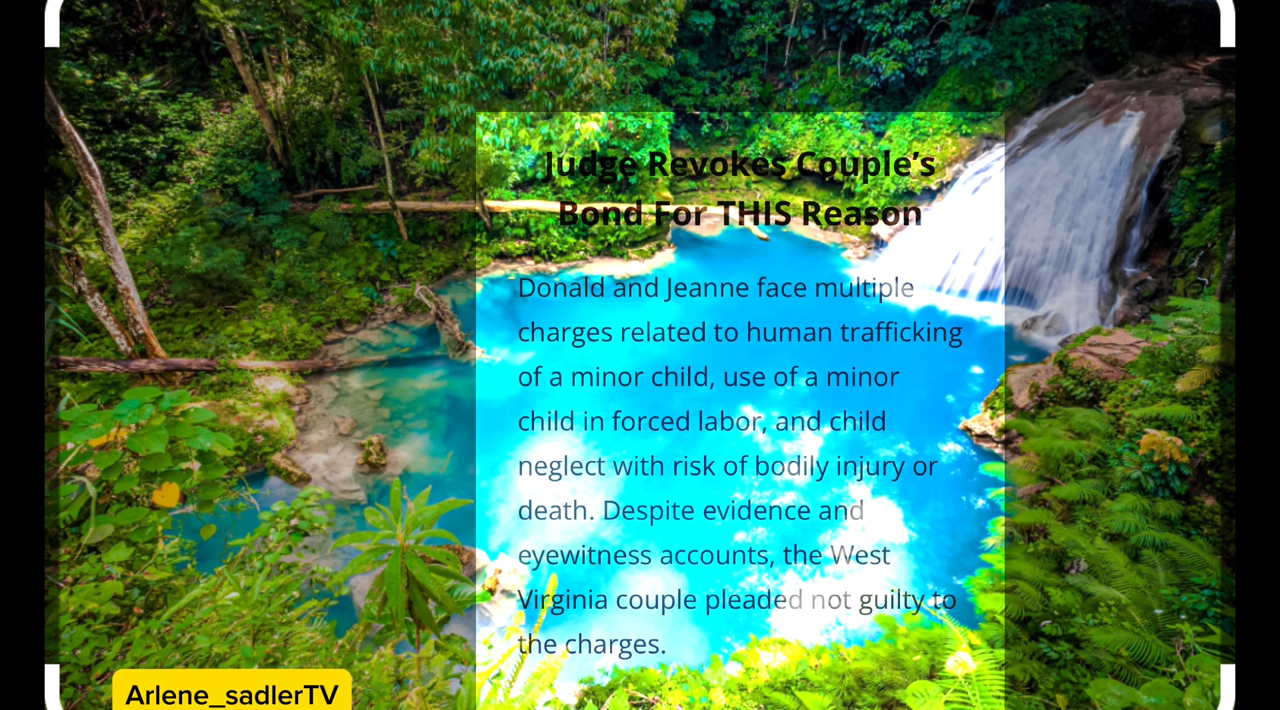 Judge Revokes Couple's
Bond For THIS Reason
Donald and Jeanne face multiple
charges related to human trafficking
of a minor child, use of a minor
child in forced labor, and child
neglect with risk of bodily injury or
death. Despite evidence and
eyewitness accounts, the West
Virginia couple pleaded not guilty to
the charges.
Arlene_sadlerTV